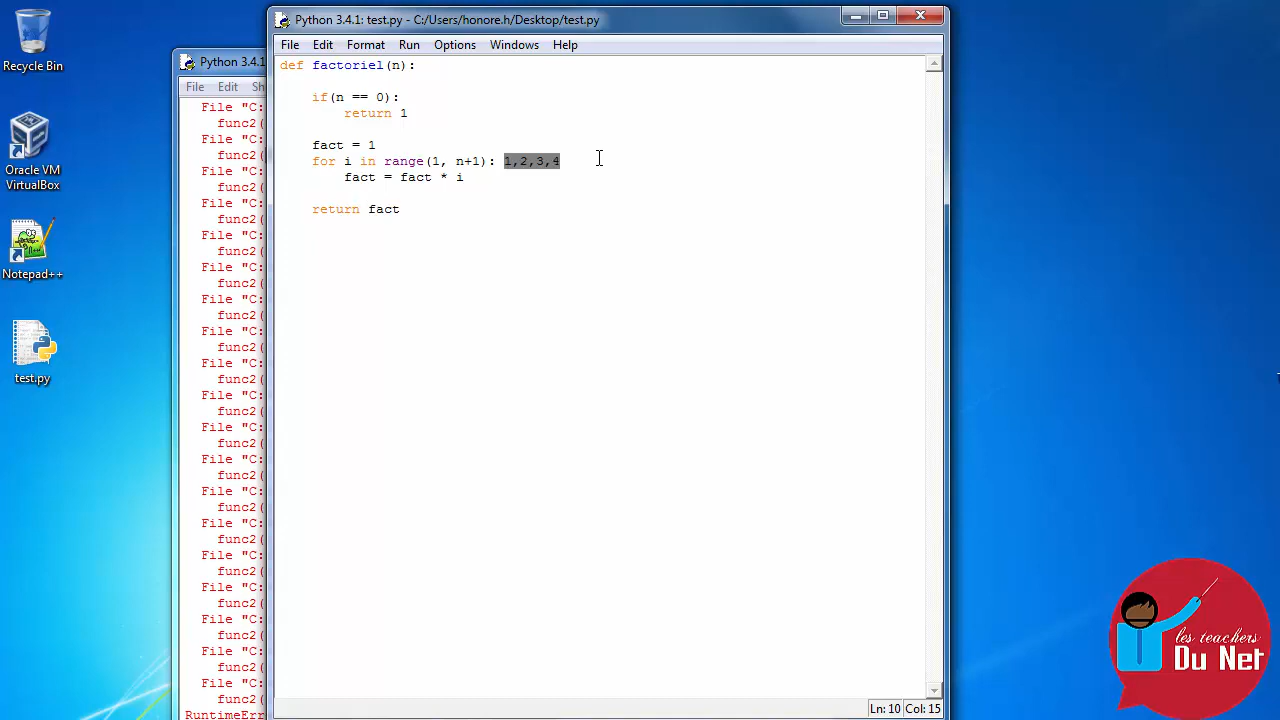 Recycle Bin
Oracle VM
VirtualBox
Notepad++
test.py
Python 3.4.1
File Edit Sh
File "C:
func2(
File "C:
func2(
File "C:
func2(
File "C:
func2(
File "C:
func2(
File "C:
func2(
File "C:
func2(
File "C:
func2(
File "C:
func2(
File "C:
func2(
File "C:
func2(
File "C:
func2(
File "C:
func2(
File "C:
func2(
File "C:
func2(
File "C:
func2(
File "C:
func2(
File "C:
func2(
File "C:
func2(
RuntimeErr
Python 3.4.1: test.py - C:/Users/honore.h/Desktop/test.py
File Edit Format Run Options Windows Help
def factoriel(n):
if(n == 0):
return 1
fact = 1
for i in range(1, n+1): 1,2,3,4
fact = fact * i
return fact
Ln: 10 Col: 15
les teachers
Du Net